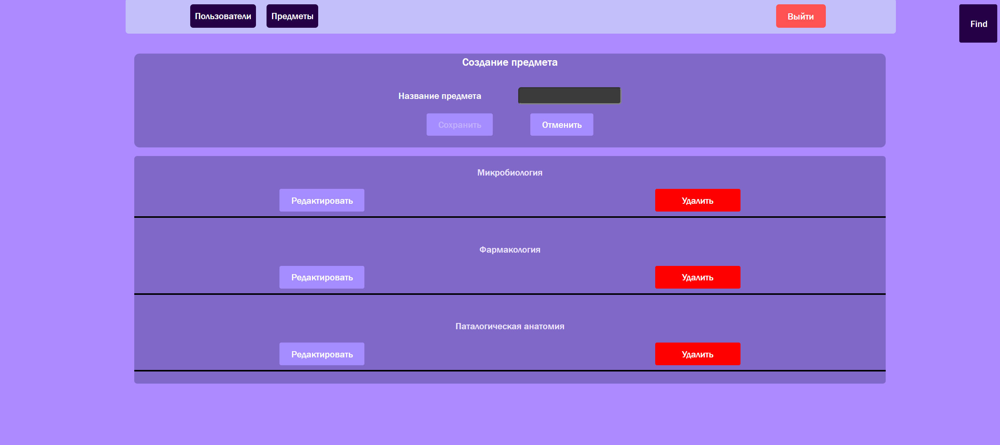 Пользователи Предметы Выйти Find
Создание предмета
Название предмета
Сохранить Отменить
Микробиология
Редактировать Удалить
Фармакология
Редактировать Удалить
Паталогическая анатомия
Редактировать Удалить